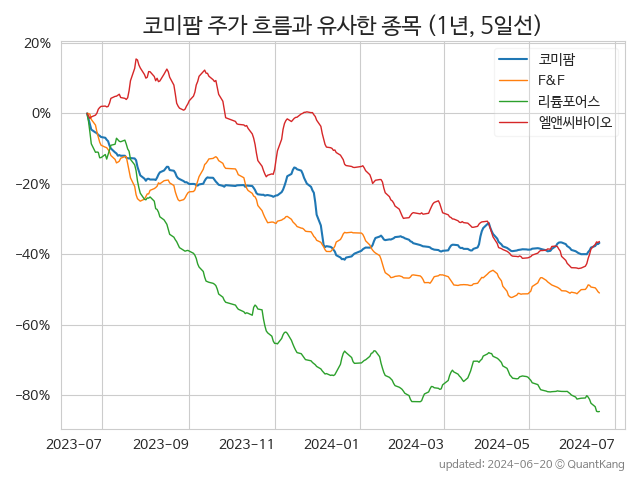 코미팜 주가 흐름과 유사한 종목 (1년, 5일선)
20%
0%
−20%
−40%
−60%
−80%
코미팜
F&F
리튬포어스
엘앤씨바이오
2023-07
2023-09
2023-11
2024-01
2024-03
2024-05
2024-07
updated: 2024-06-20 © QuantKang